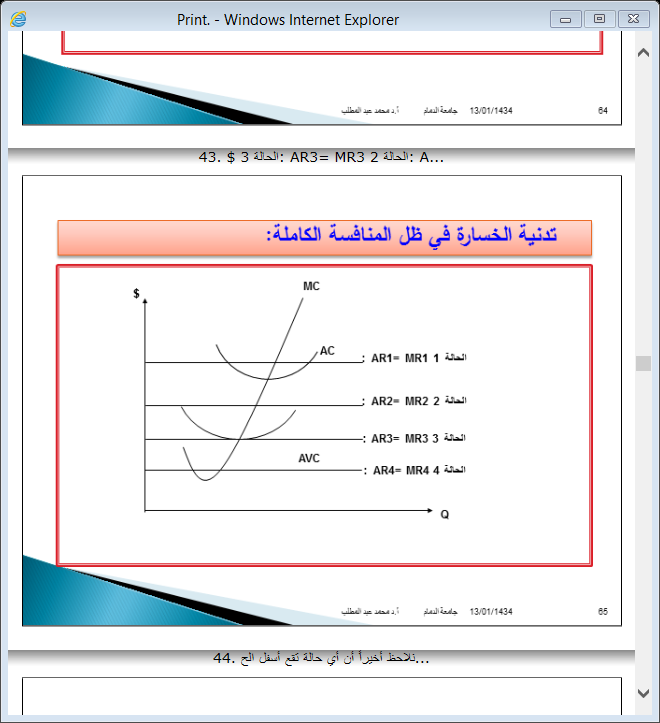 Print. - Windows Internet Explorer
أ.د محمد عبد المطلب جامعة الدمام 13/01/1434 64
43. $ الحالة 3: AR3= MR3 الحالة 2: A...
تدنية الخسارة في ظل المنافسة الكاملة:
MC
$
AC
: AR1= MR1 الحالة 1
: AR2= MR2 الحالة 2
: AR3= MR3 الحالة 3
AVC
: AR4= MR4 الحالة 4
Q
أ.د محمد عبد المطلب جامعة الدمام 13/01/1434 65
44. نلاحظ أخيراً أن أي حالة تقع أسفل الح...